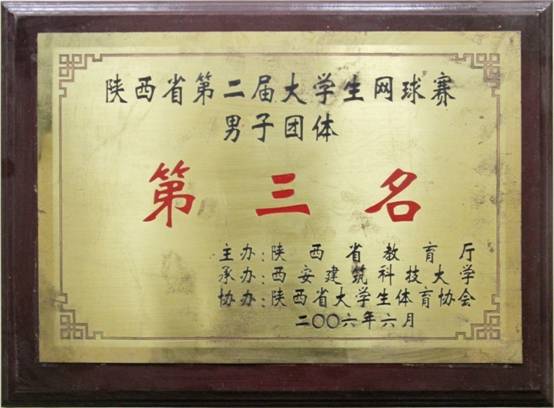 陕西省第二届大学生网球赛
男子团体
第三名
主办:陕西省教育厅
承办:西安建筑科技大学
协办:陕西省大学生体育协会
二〇〇六年六月